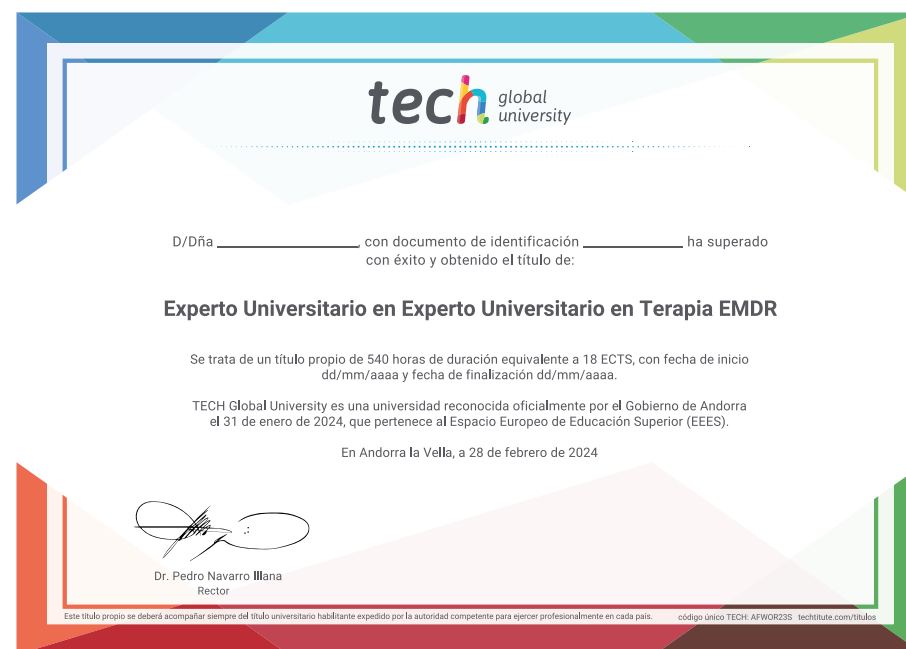 tech global
university
D/Dña ________________, con documento de identificación ____________ ha superado
con éxito y obtenido el título de:
Experto Universitario en Experto Universitario en Terapia EMDR
Se trata de un título propio de 540 horas de duración equivalente a 18 ECTS, con fecha de inicio
dd/mm/aaaa y fecha de finalización dd/mm/aaaa.
TECH Global University es una universidad reconocida oficialmente por el Gobierno de Andorra
el 31 de enero de 2024, que pertenece al Espacio Europeo de Educación Superior (EEES).
En Andorra la Vella, a 28 de febrero de 2024
Dr. Pedro Navarro Illana
Rector
Este título propio se deberá acompañar siempre del título universitario habilitante expedido por la autoridad competente para ejercer profesionalmente en cada país. código único TECH: AFWOR23S techtitute.com/titulos